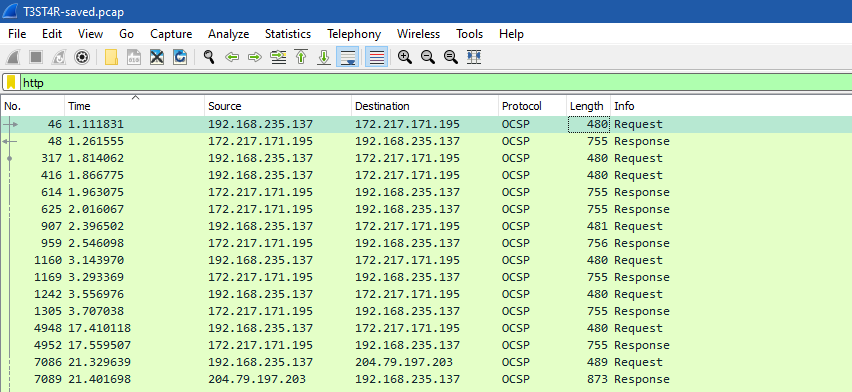 T3ST4R-saved.pcap
File Edit View Go Capture Analyze Statistics Telephony Wireless Tools Help
http
No. Time Source Destination Protocol Length Info
46 1.111831 192.168.235.137 172.217.171.195 OCSP 480 Request
48 1.261555 172.217.171.195 192.168.235.137 OCSP 755 Response
317 1.814062 192.168.235.137 172.217.171.195 OCSP 480 Request
416 1.866775 192.168.235.137 172.217.171.195 OCSP 480 Request
614 1.963075 172.217.171.195 192.168.235.137 OCSP 755 Response
625 2.016067 172.217.171.195 192.168.235.137 OCSP 755 Response
907 2.396502 192.168.235.137 172.217.171.195 OCSP 481 Request
959 2.546098 172.217.171.195 192.168.235.137 OCSP 756 Response
1160 3.143970 192.168.235.137 172.217.171.195 OCSP 480 Request
1169 3.293369 172.217.171.195 192.168.235.137 OCSP 755 Response
1242 3.556976 192.168.235.137 172.217.171.195 OCSP 480 Request
1305 3.707038 172.217.171.195 192.168.235.137 OCSP 755 Response
4948 17.410118 192.168.235.137 172.217.171.195 OCSP 480 Request
4952 17.559507 172.217.171.195 192.168.235.137 OCSP 755 Response
7086 21.329639 192.168.235.137 204.79.197.203 OCSP 489 Request
7089 21.401698 204.79.197.203 192.168.235.137 OCSP 873 Response